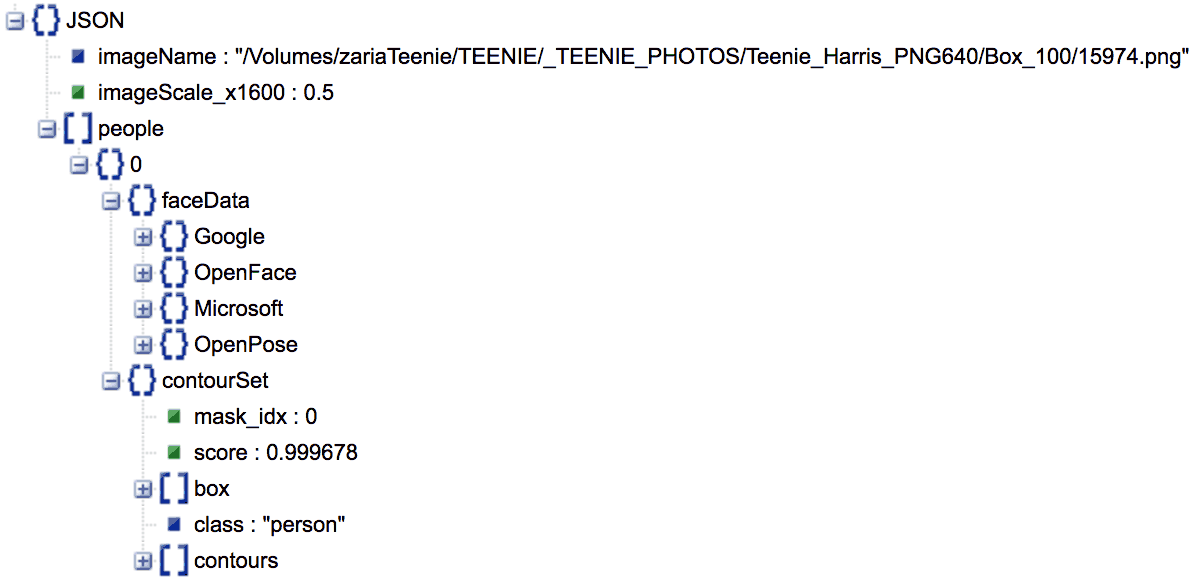 JSON
imageName : "/Volumes/zariaTeenie/TEENIE/_TEENIE_PHOTOS/Teenie_Harris_PNG640/Box_100/15974.png"
imageScale_x1600 : 0.5
people
0
faceData
Google
OpenFace
Microsoft
OpenPose
contourSet
mask_idx : 0
score : 0.999678
box
class : "person"
contours